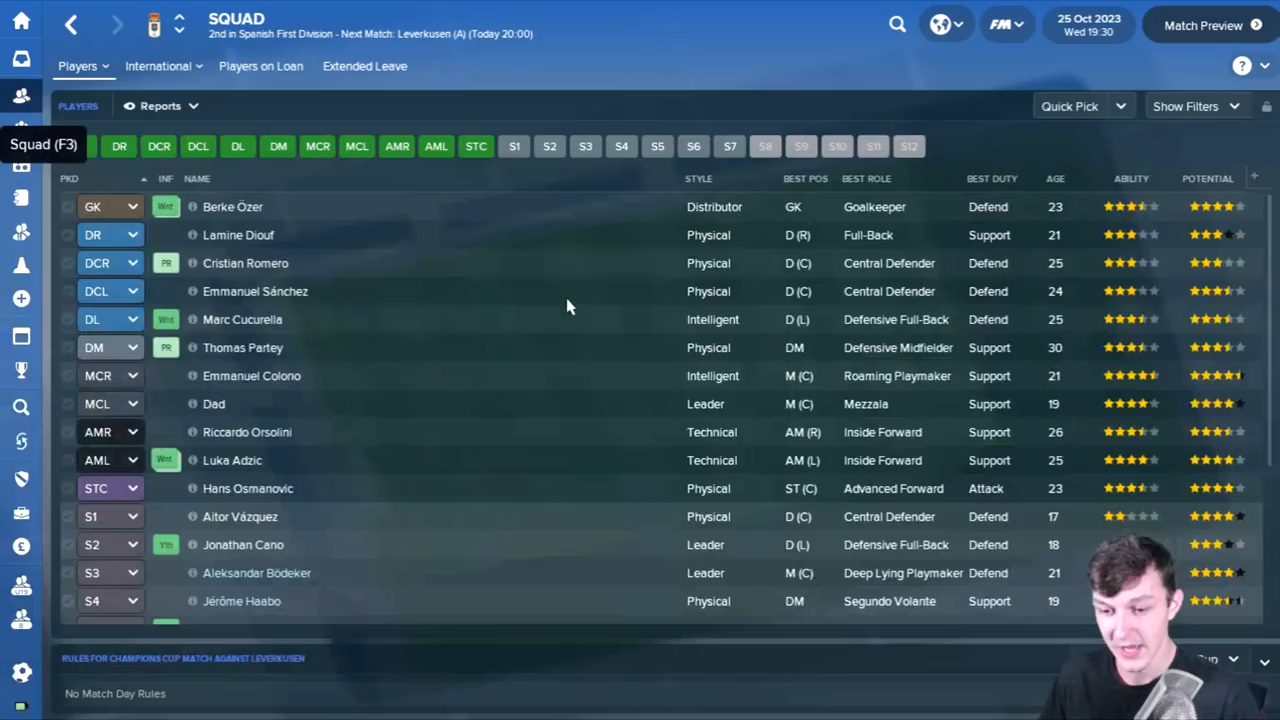 SQUAD
2nd in Spanish First Division - Next Match: Leverkusen (A) (Today 20:00)
FM
25 Oct 2023
Wed 19:30
Match Preview
Players
International
Players on Loan
Extended Leave
?
PLAYERS
Reports
Quick Pick
Show Filters
Squad (F3)
DR DCR DCL DL DM MCR MCL AMR AML STC S1 S2 S3 S4 S5 S6 S7 S8 S9 S10 S11 S12
PKD INF NAME STYLE BEST POS BEST ROLE BEST DUTY AGE ABILITY POTENTIAL
GK Wnt Berke Özer Distributor GK Goalkeeper Defend 23
DR Lamine Diouf Physical D (R) Full-Back Support 21
DCR PR Cristian Romero Physical D (C) Central Defender Defend 25
DCL Emmanuel Sánchez Physical D (C) Central Defender Defend 24
DL Wnt Marc Cucurella Intelligent D (L) Defensive Full-Back Defend 25
DM PR Thomas Partey Physical DM Defensive Midfielder Support 30
MCR Emmanuel Colono Intelligent M (C) Roaming Playmaker Support 21
MCL Dad Leader M (C) Mezzala Support 19
AMR Riccardo Orsolini Technical AM (R) Inside Forward Support 26
AML Wnt Luka Adzic Technical AM (L) Inside Forward Support 25
STC Hans Osmanovic Physical ST (C) Advanced Forward Attack 23
S1 Aitor Vázquez Physical D (C) Central Defender Defend 17
S2 Yth Jonathan Cano Leader D (L) Defensive Full-Back Defend 18
S3 Aleksandar Bödeker Leader M (C) Deep Lying Playmaker Defend 21
S4 Jérôme Haabo Physical DM Segundo Volante Support 19
RULES FOR CHAMPIONS CUP MATCH AGAINST LEVERKUSEN
No Match Day Rules